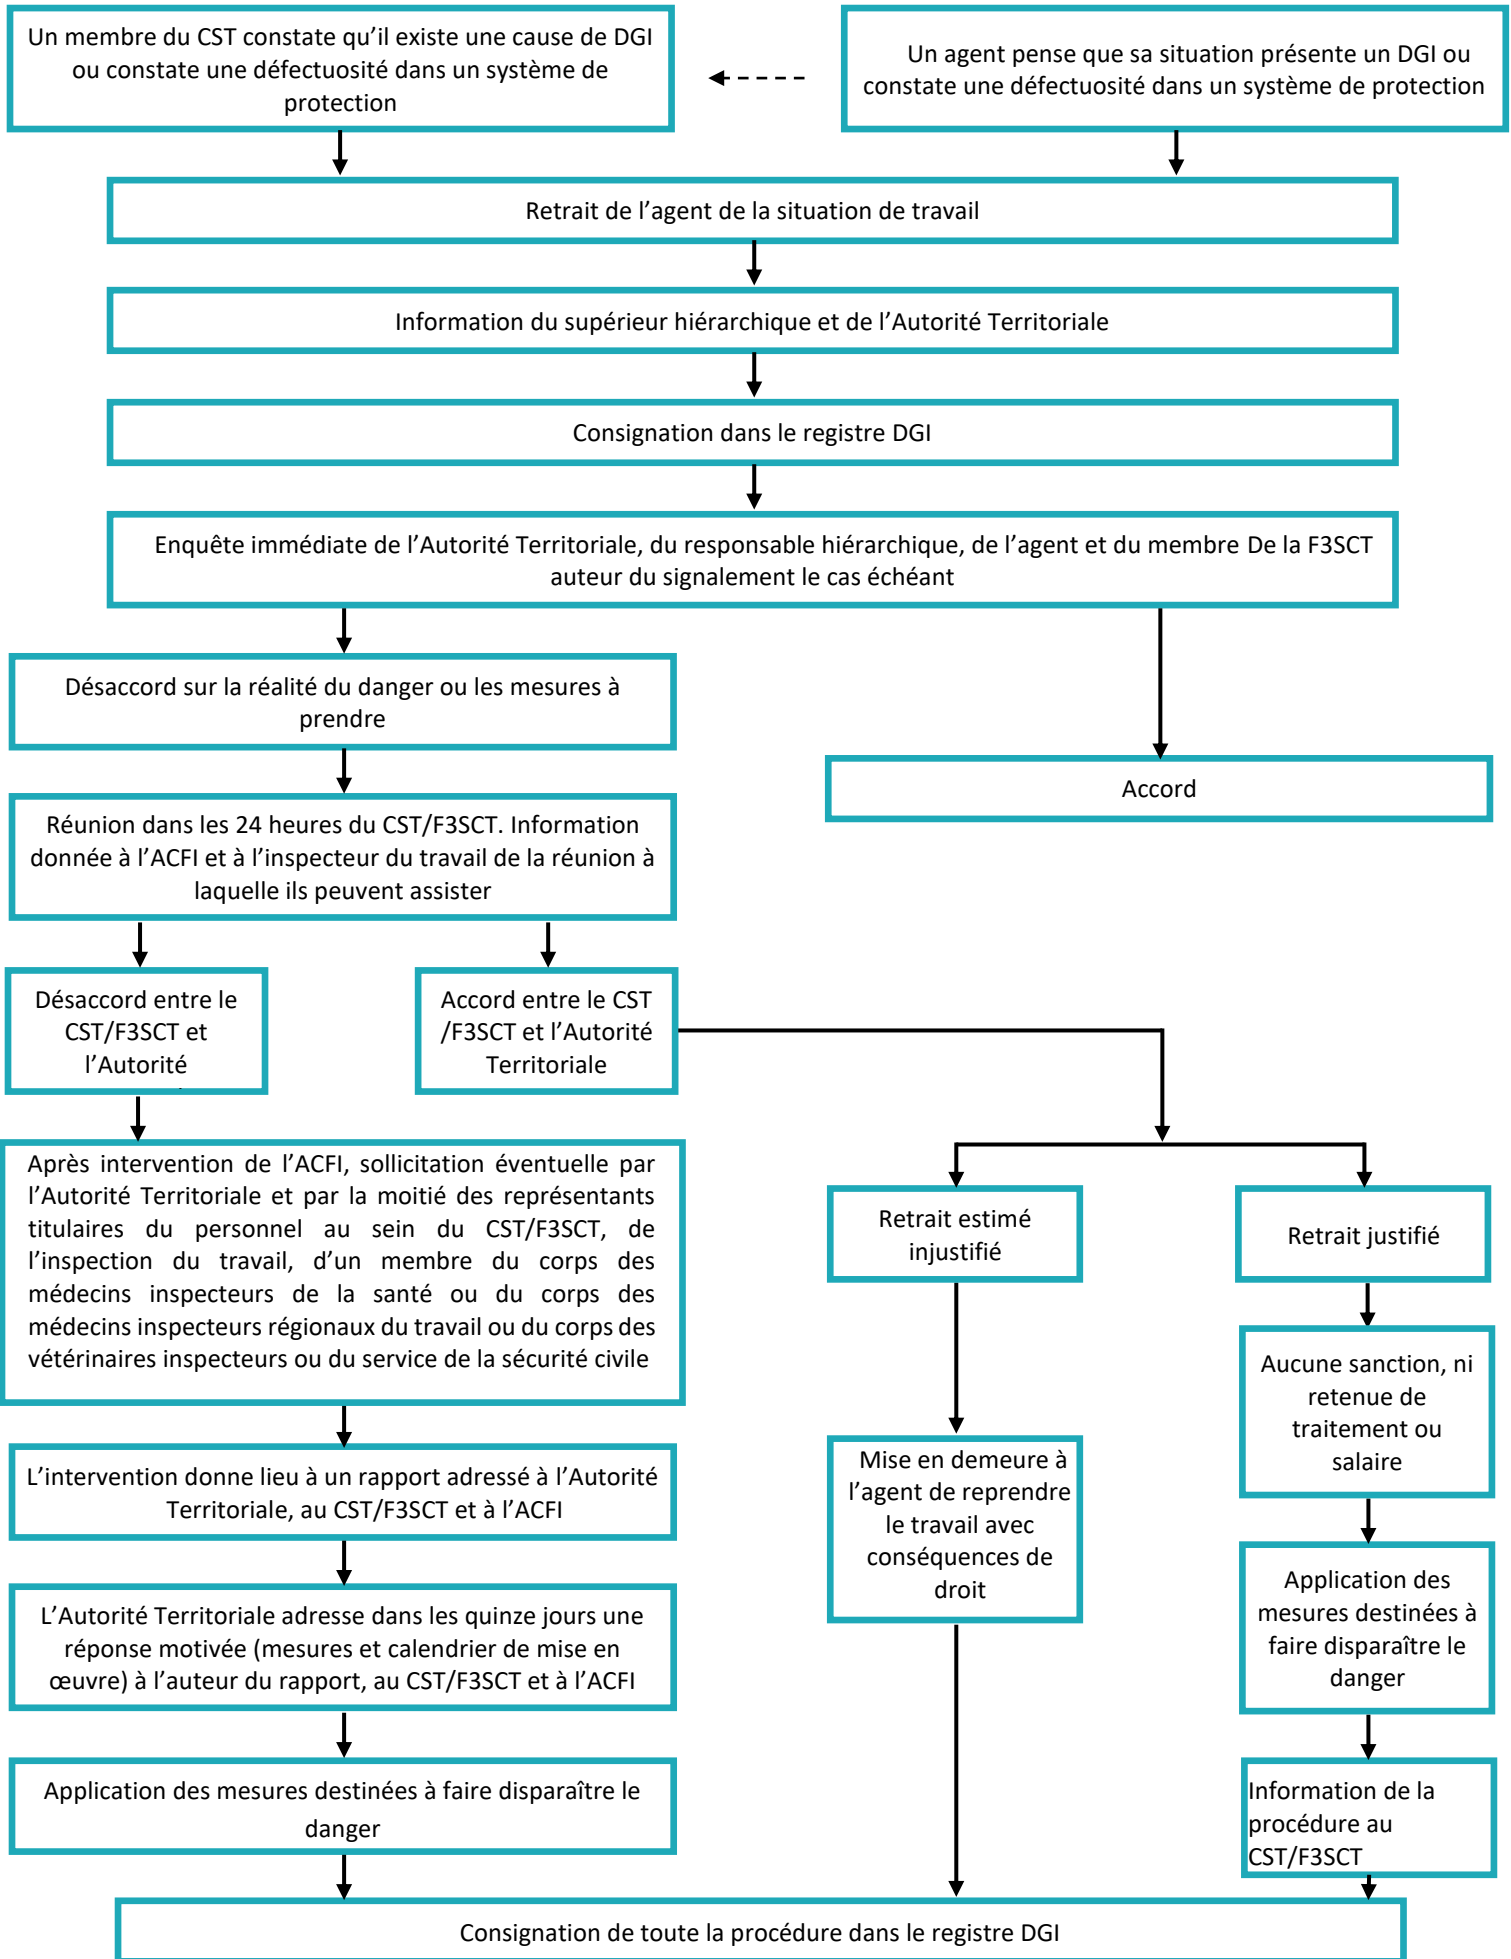 Un membre du CST constate qu’il existe une cause de DGI
ou constate une défectuosité dans un système de
protection
Un agent pense que sa situation présente un DGI ou
constate une défectuosité dans un système de protection
Retrait de l’agent de la situation de travail
Information du supérieur hiérarchique et de l’Autorité Territoriale
Consignation dans le registre DGI
Enquête immédiate de l’Autorité Territoriale, du responsable hiérarchique, de l’agent et du membre De la F3SCT
auteur du signalement le cas échéant
Désaccord sur la réalité du danger ou les mesures à
prendre
Accord
Réunion dans les 24 heures du CST/F3SCT. Information
donnée à l’ACFI et à l’inspecteur du travail de la réunion à
laquelle ils peuvent assister
Désaccord entre le
CST/F3SCT et
l’Autorité
Accord entre le CST
/F3SCT et l’Autorité
Territoriale
Après intervention de l’ACFI, sollicitation éventuelle par
l’Autorité Territoriale et par la moitié des représentants
titulaires du personnel au sein du CST/F3SCT, de
l’inspection du travail, d’un membre du corps des
médecins inspecteurs de la santé ou du corps des
médecins inspecteurs régionaux du travail ou du corps des
vétérinaires inspecteurs ou du service de la sécurité civile
Retrait estimé
injustifié
Retrait justifié
Aucune sanction, ni
retenue de
traitement ou
salaire
L’intervention donne lieu à un rapport adressé à l’Autorité
Territoriale, au CST/F3SCT et à l’ACFI
Mise en demeure à
l’agent de reprendre
le travail avec
conséquences de
droit
Application des
mesures destinées à
faire disparaître le
danger
L’Autorité Territoriale adresse dans les quinze jours une
réponse motivée (mesures et calendrier de mise en
œuvre) à l’auteur du rapport, au CST/F3SCT et à l’ACFI
Application des mesures destinées à faire disparaître le
danger
Information de la
procédure au
CST/F3SCT
Consignation de toute la procédure dans le registre DGI